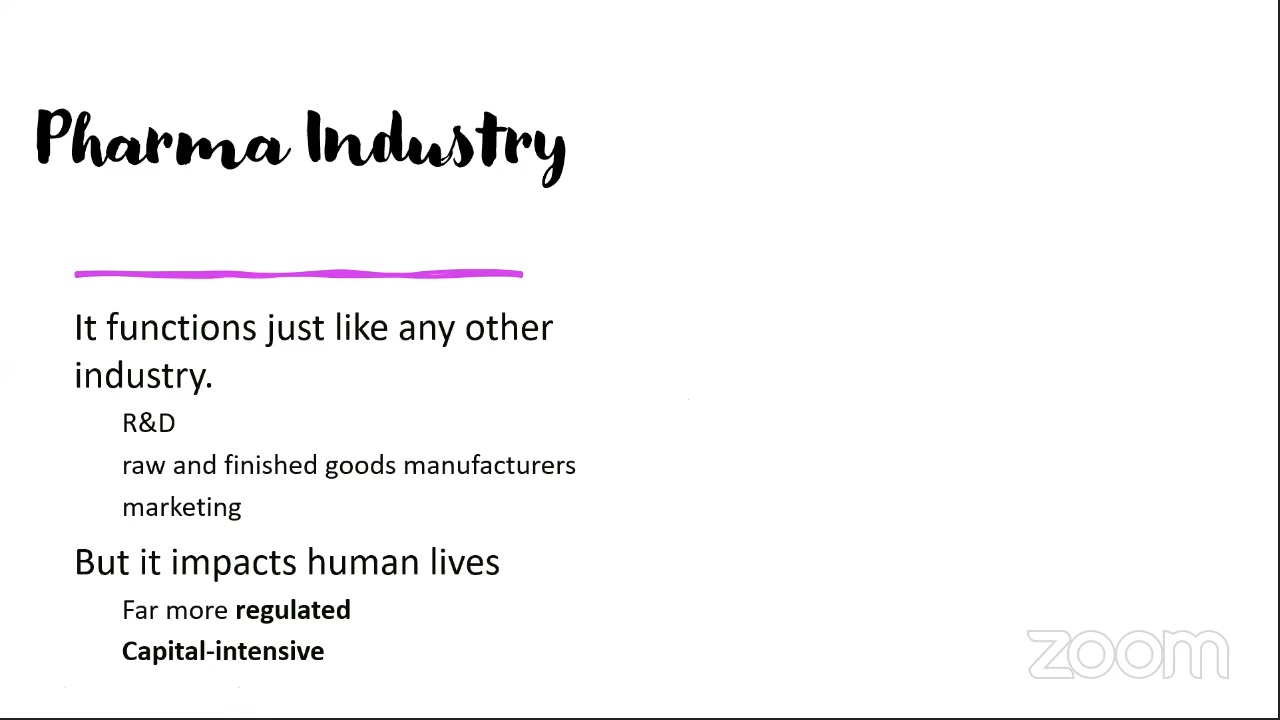 Pharma Industry
It functions just like any other
industry.
R&D
raw and finished goods manufacturers
marketing
But it impacts human lives
Far more regulated
Capital-intensive
zoom